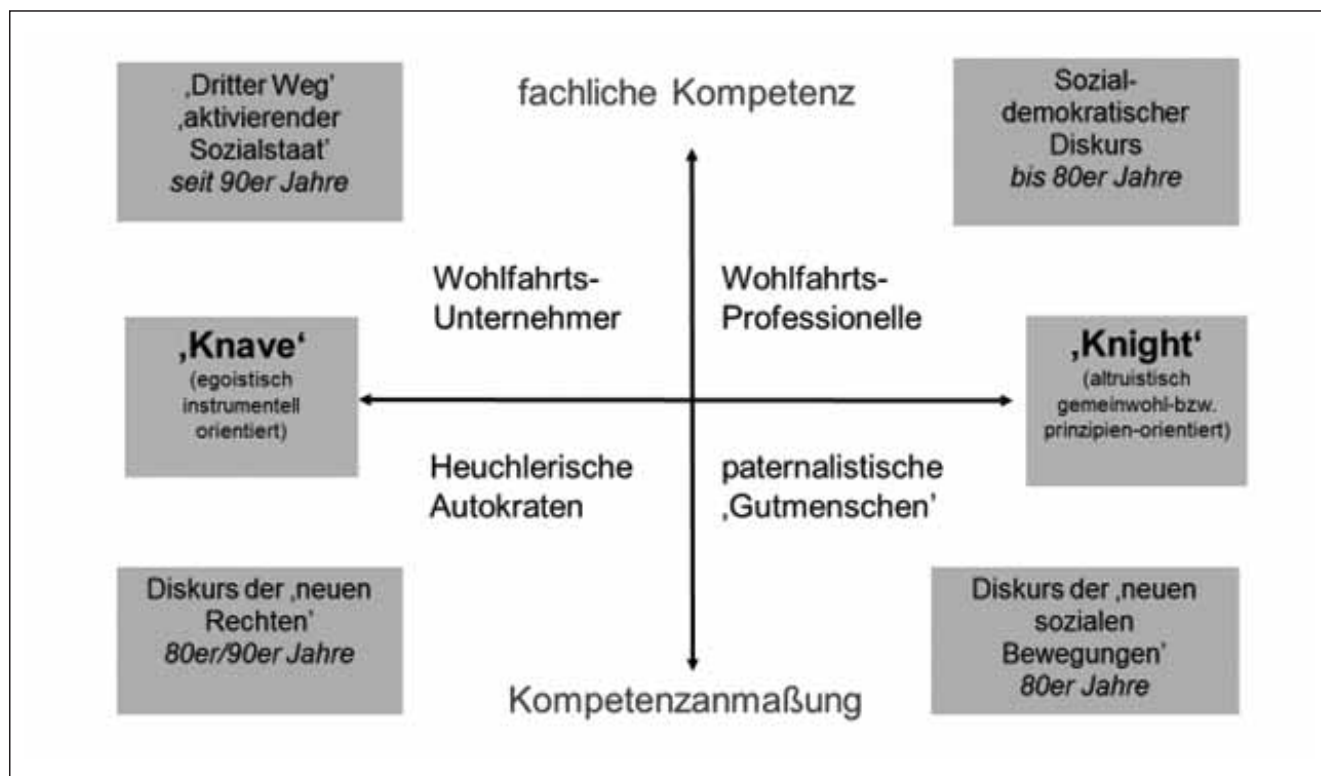 ‚Dritter Weg’
‚aktivierender
Sozialstaat’
seit 90er Jahre
fachliche Kompetenz
Sozial-
demokratischer
Diskurs
bis 80er Jahre
Wohlfahrts-
Unternehmer
Wohlfahrts-
Professionelle
‚Knave‘
(egoistisch
instrumentell
orientiert)
‚Knight‘
(altruistisch
gemeinwohl-bzw.
prinzipien-orientiert)
Heuchlerische
Autokraten
paternalistische
‚Gutmenschen’
Diskurs der ‚neuen
Rechten’
80er/90er Jahre
Kompetenzanmaßung
Diskurs der ‚neuen
sozialen
Bewegungen’
80er Jahre